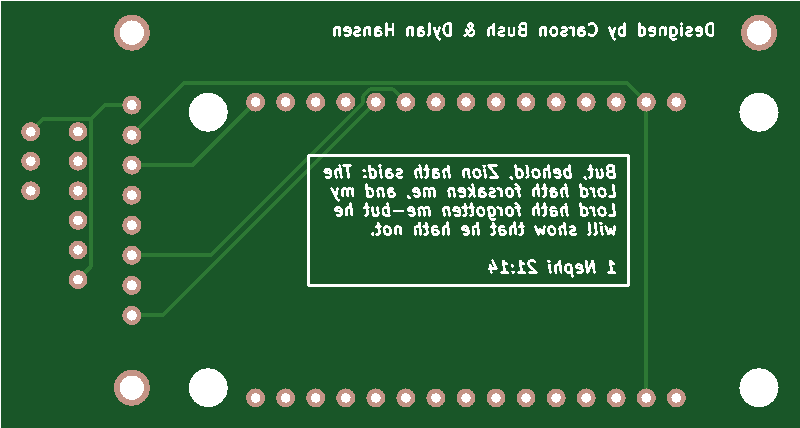 Designed by Carson Bush & Dylan Hansen
But, behold, Zion hath said: The
Lord hath forsaken me, and my
Lord hath forgotten me—but he
will show that he hath not.
1 Nephi 21:14